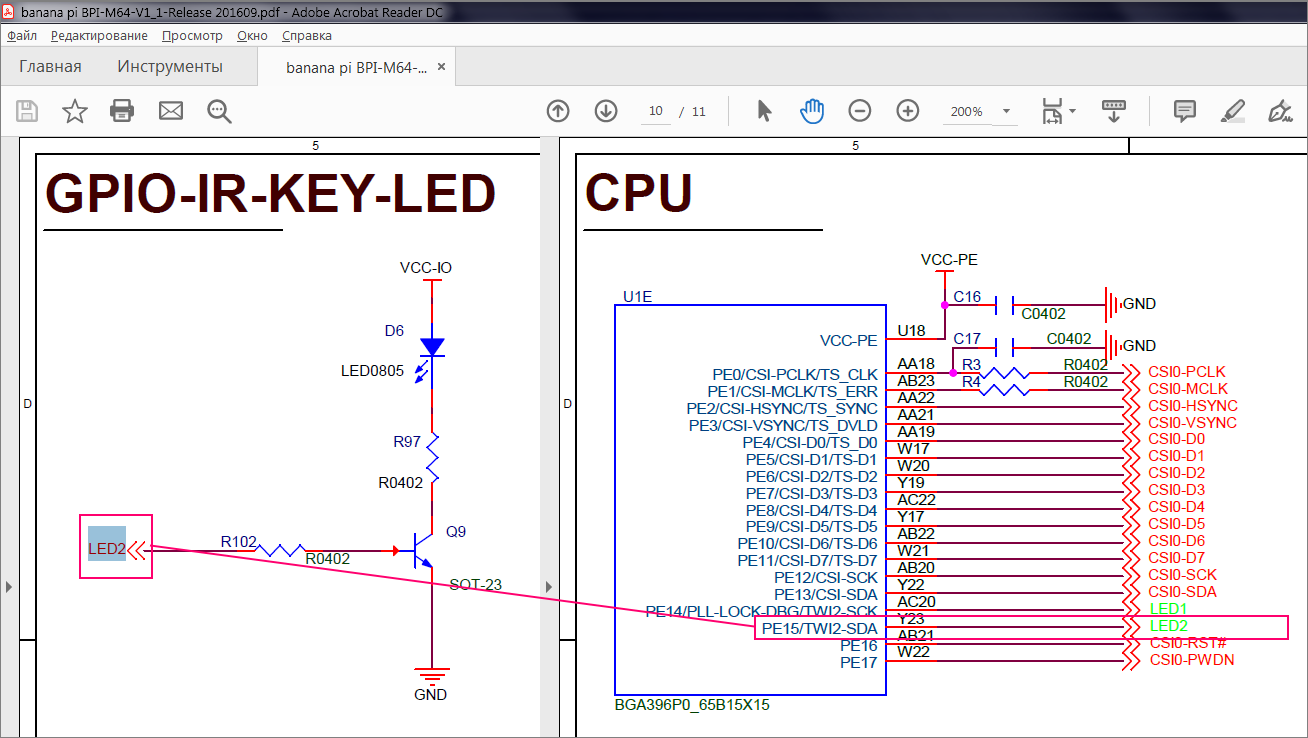 banana pi BPI-M64-V1_1-Release 201609.pdf - Adobe Acrobat Reader DC
Файл Редактирование Просмотр Окно Справка
Главная Инструменты banana pi BPI-M64-... ×
10 / 11 200%
5
GPIO-IR-KEY-LED
VCC-IO
D6
LED0805
D
R97
R0402
LED2
R102
R0402
Q9
SOT-23
GND
5
CPU
VCC-PE
U1E
C16
C0402
GND
VCC-PE U18
C17 C0402
GND
D
PE0/CSI-PCLK/TS_CLK AA18 R3 R0402 CSI0-PCLK
PE1/CSI-MCLK/TS_ERR AB23 R4 R0402 CSI0-MCLK
PE2/CSI-HSYNC/TS_SYNC AA22 CSI0-HSYNC
PE3/CSI-VSYNC/TS_DVLD AA21 CSI0-VSYNC
PE4/CSI-D0/TS_D0 AA19 CSI0-D0
PE5/CSI-D1/TS-D1 W17 CSI0-D1
PE6/CSI-D2/TS-D2 W20 CSI0-D2
PE7/CSI-D3/TS-D3 Y19 CSI0-D3
PE8/CSI-D4/TS-D4 AC22 CSI0-D4
PE9/CSI-D5/TS-D5 Y17 CSI0-D5
PE10/CSI-D6/TS-D6 AB22 CSI0-D6
PE11/CSI-D7/TS-D7 W21 CSI0-D7
PE12/CSI-SCK AB20 CSI0-SCK
PE13/CSI-SDA Y22 CSI0-SDA
PE14/PLL-LOCK-DBG/TWI2-SCK AC20 LED1
PE15/TWI2-SDA Y23 LED2
PE16 AB21 CSI0-RST#
PE17 W22 CSI0-PWDN
BGA396P0_65B15X15